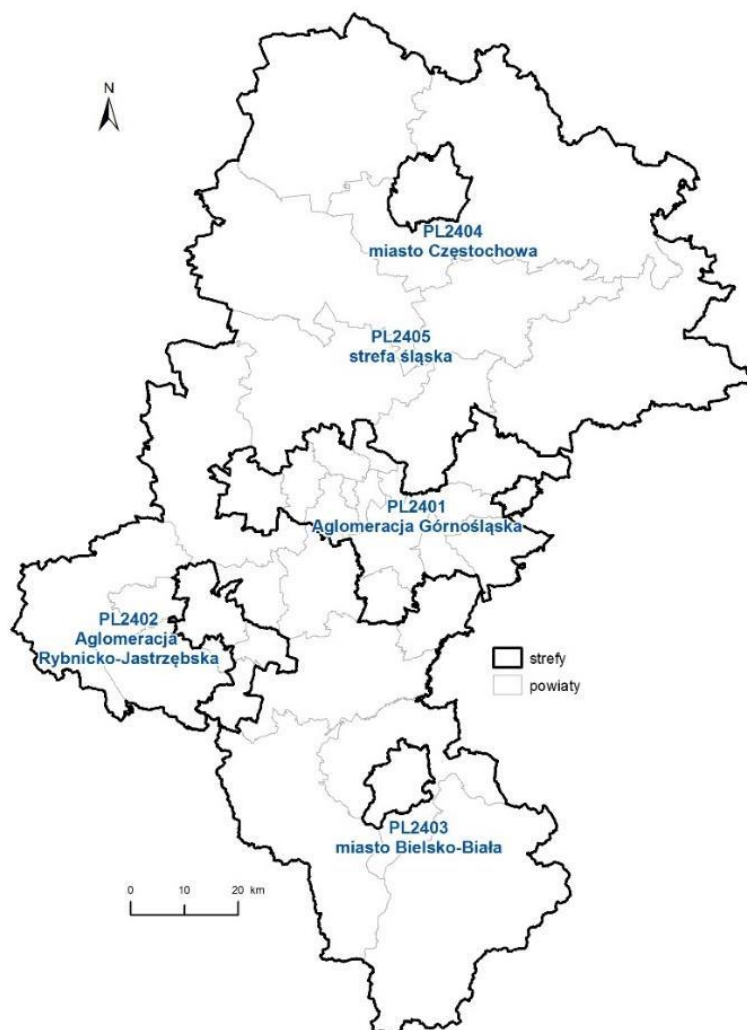 N
PL2404
miasto Częstochowa
PL2405
strefa śląska
PL2401
Aglomeracja Górnośląska
PL2402
Aglomeracja
Rybnicko-Jastrzębska
strefy
powiaty
PL2403
miasto Bielsko-Biała
0 10 20 km